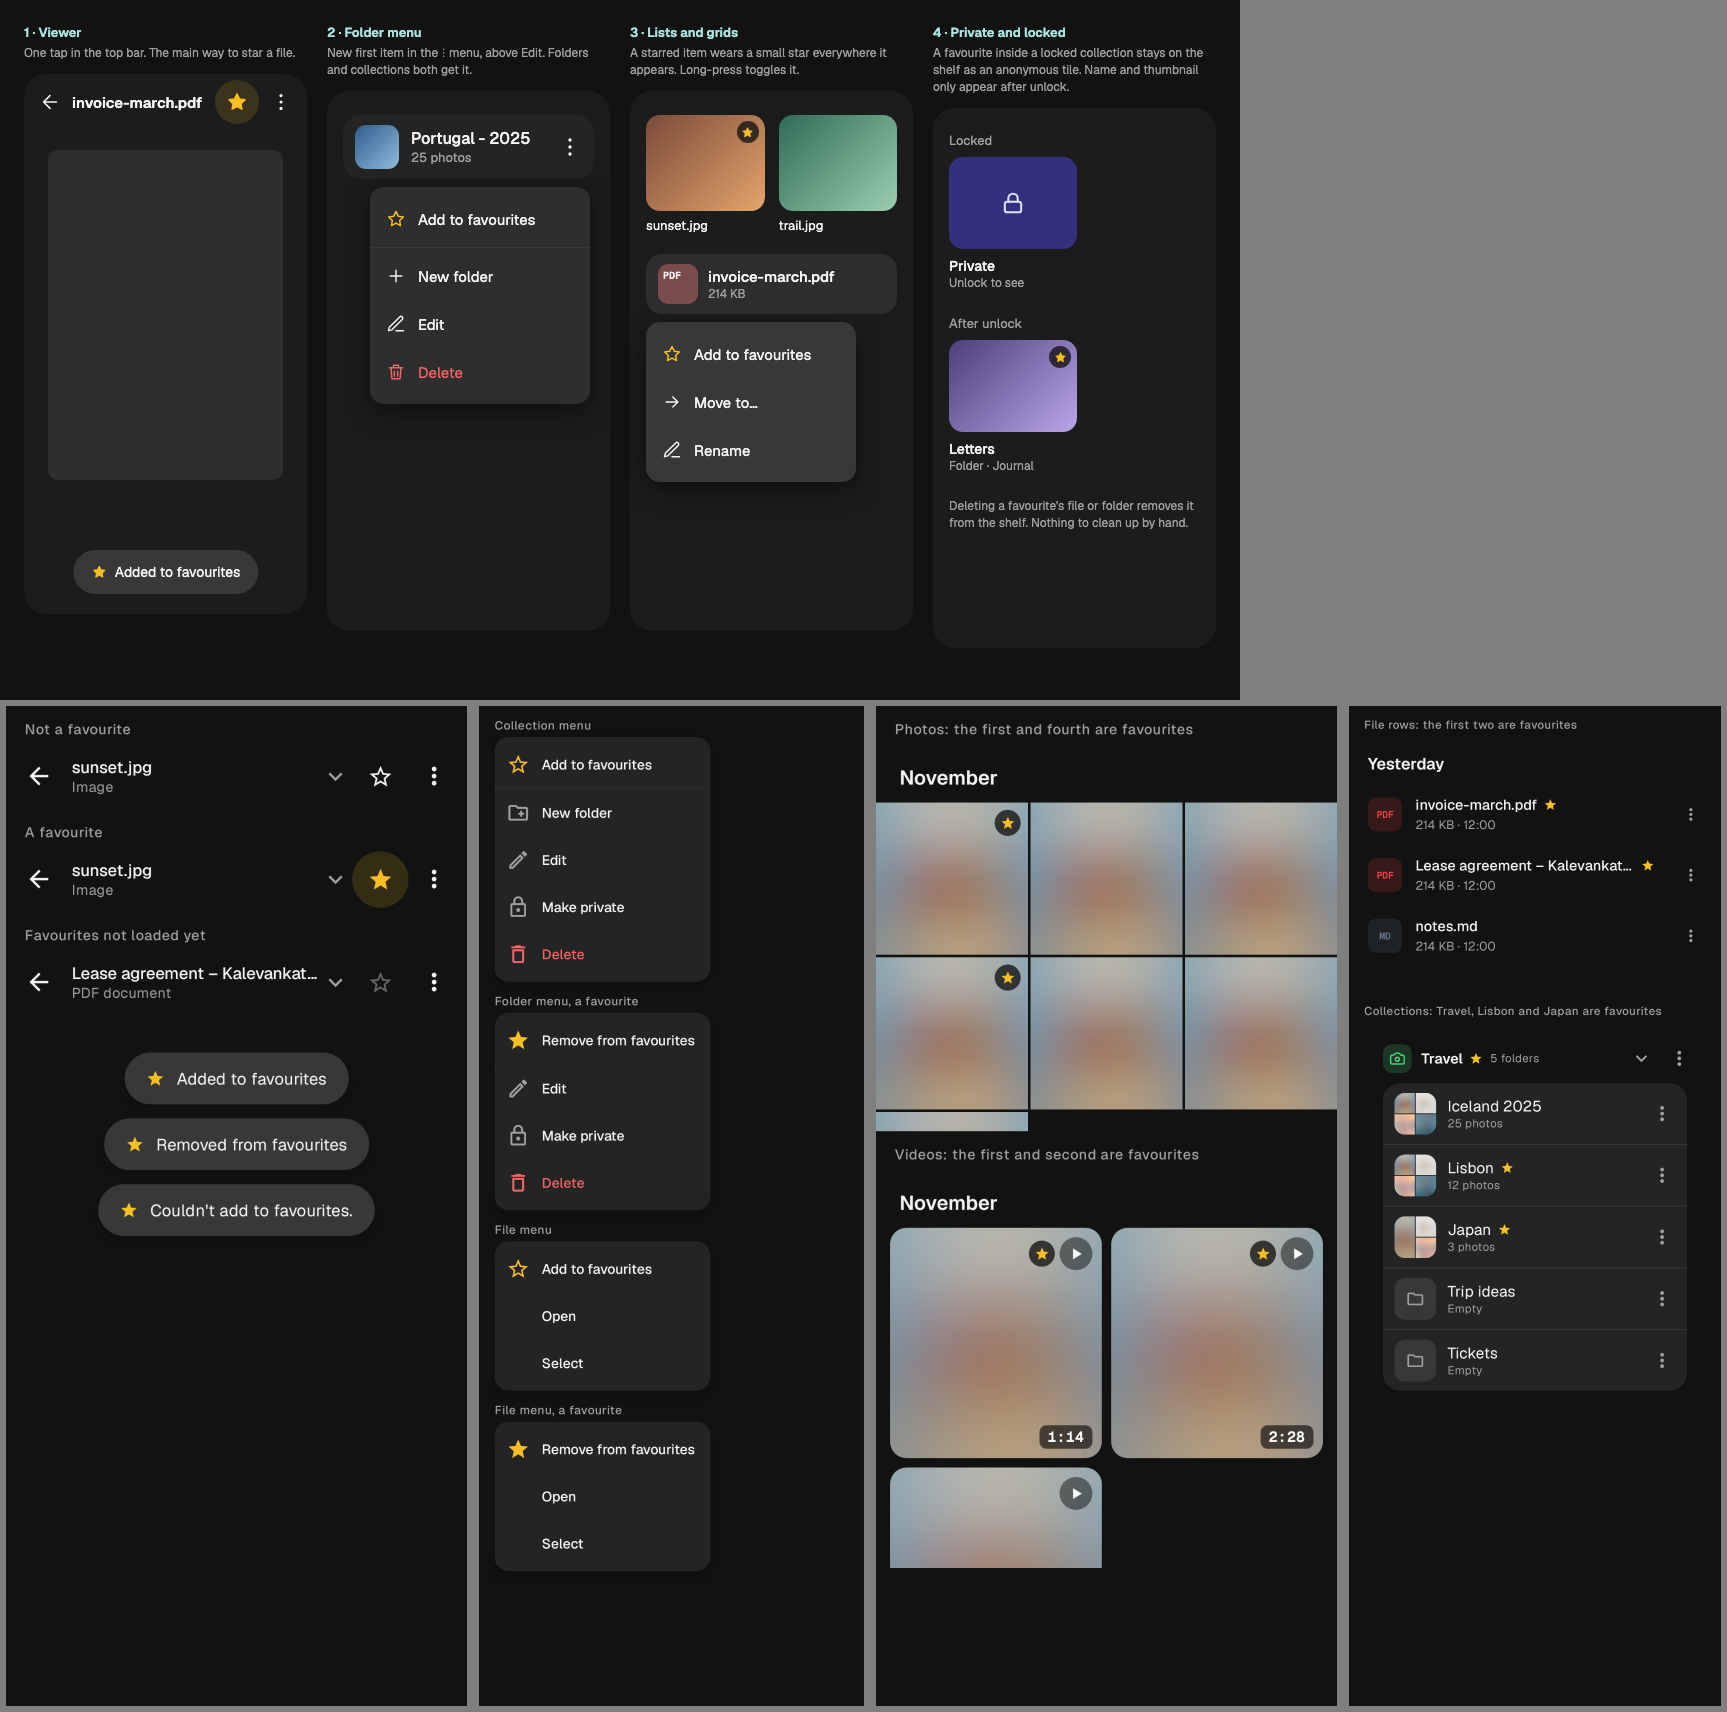 1 · Viewer
One tap in the top bar. The main way to star a file.
invoice-march.pdf
Added to favourites
2 · Folder menu
New first item in the ⋮ menu, above Edit. Folders
and collections both get it.
Portugal - 2025
25 photos
Add to favourites
New folder
Edit
Delete
3 · Lists and grids
A starred item wears a small star everywhere it
appears. Long-press toggles it.
sunset.jpg
trail.jpg
PDF
invoice-march.pdf
214 KB
Add to favourites
Move to...
Rename
4 · Private and locked
A favourite inside a locked collection stays on the
shelf as an anonymous tile. Name and thumbnail
only appear after unlock.
Locked
Private
Unlock to see
After unlock
Letters
Folder · Journal
Deleting a favourite's file or folder removes it
from the shelf. Nothing to clean up by hand.
Not a favourite
sunset.jpg
Image
A favourite
sunset.jpg
Image
Favourites not loaded yet
Lease agreement – Kalevankat...
PDF document
Added to favourites
Removed from favourites
Couldn't add to favourites.
Collection menu
Add to favourites
New folder
Edit
Make private
Delete
Folder menu, a favourite
Remove from favourites
Edit
Make private
Delete
File menu
Add to favourites
Open
Select
File menu, a favourite
Remove from favourites
Open
Select
Photos: the first and fourth are favourites
November
Videos: the first and second are favourites
November
1:14
2:28
File rows: the first two are favourites
Yesterday
PDF
invoice-march.pdf
214 KB · 12:00
PDF
Lease agreement – Kalevankat...
214 KB · 12:00
MD
notes.md
214 KB · 12:00
Collections: Travel, Lisbon and Japan are favourites
Travel
5 folders
Iceland 2025
25 photos
Lisbon
12 photos
Japan
3 photos
Trip ideas
Empty
Tickets
Empty